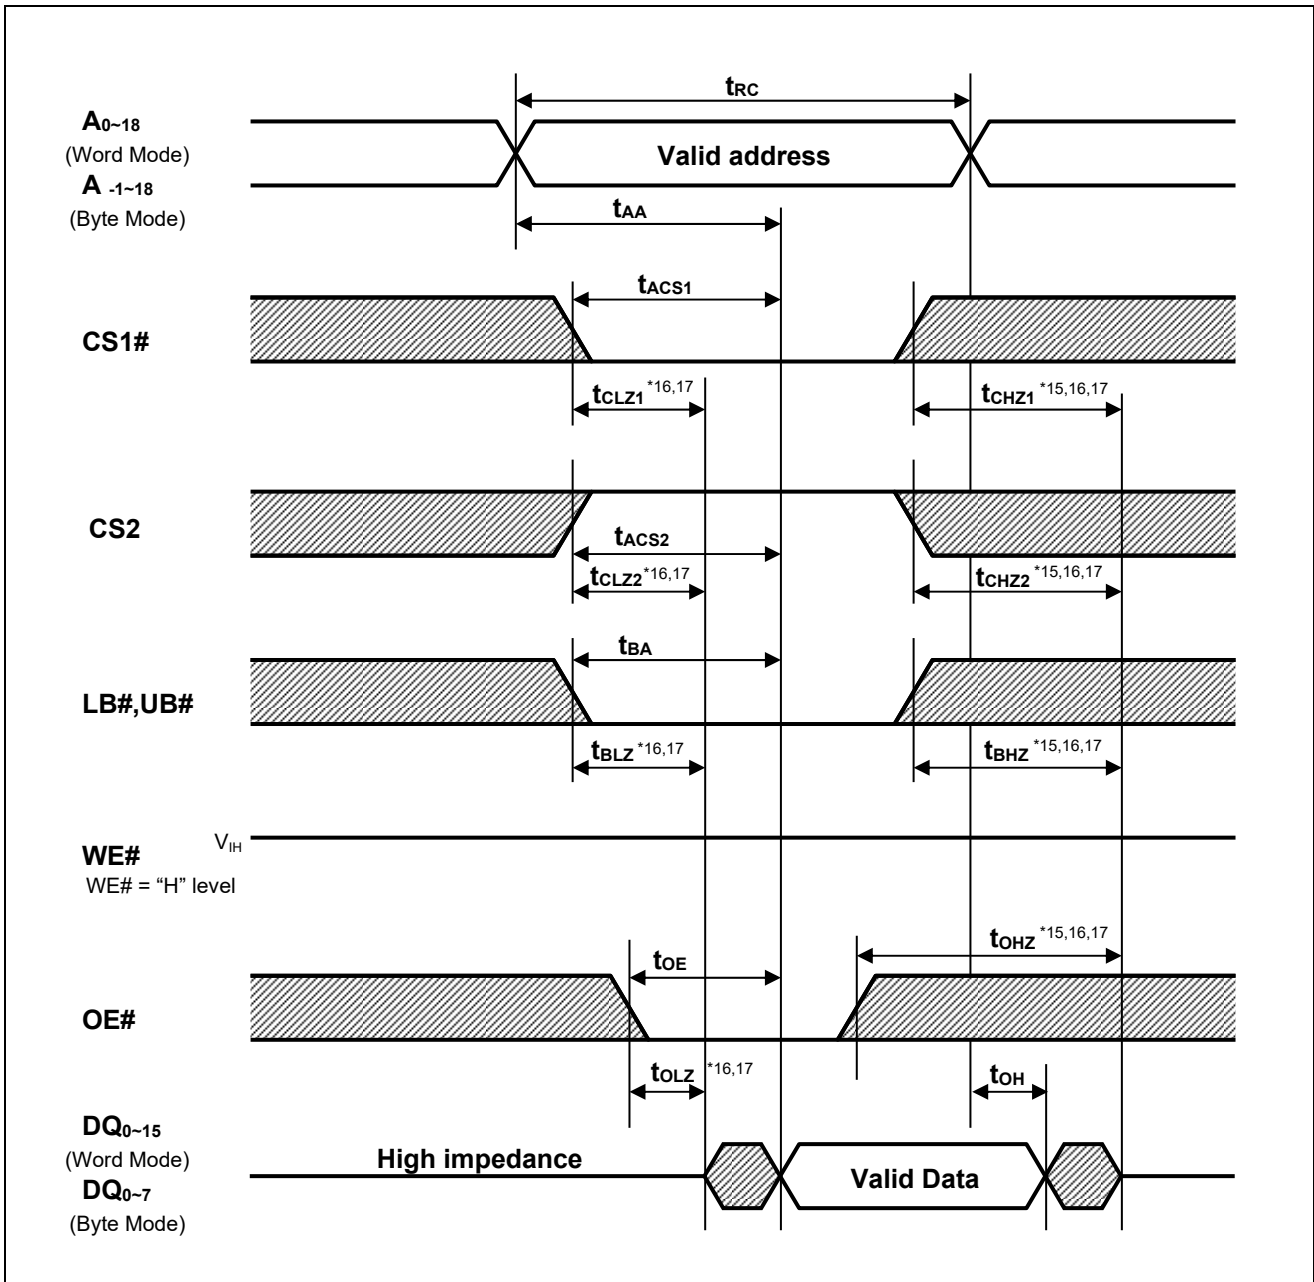 tRC
A0~18
(Word Mode)
A -1~18
(Byte Mode)
Valid address
tAA
tACS1
CS1#
tCLZ1 *16,17
tCHZ1 *15,16,17
CS2
tACS2
tCLZ2 *16,17
tCHZ2 *15,16,17
tBA
LB#,UB#
tBLZ *16,17
tBHZ *15,16,17
WE#
VIH
WE# = “H” level
tOHZ *15,16,17
tOE
OE#
tOLZ *16,17
tOH
DQ0~15
(Word Mode)
DQ0~7
(Byte Mode)
High impedance
Valid Data